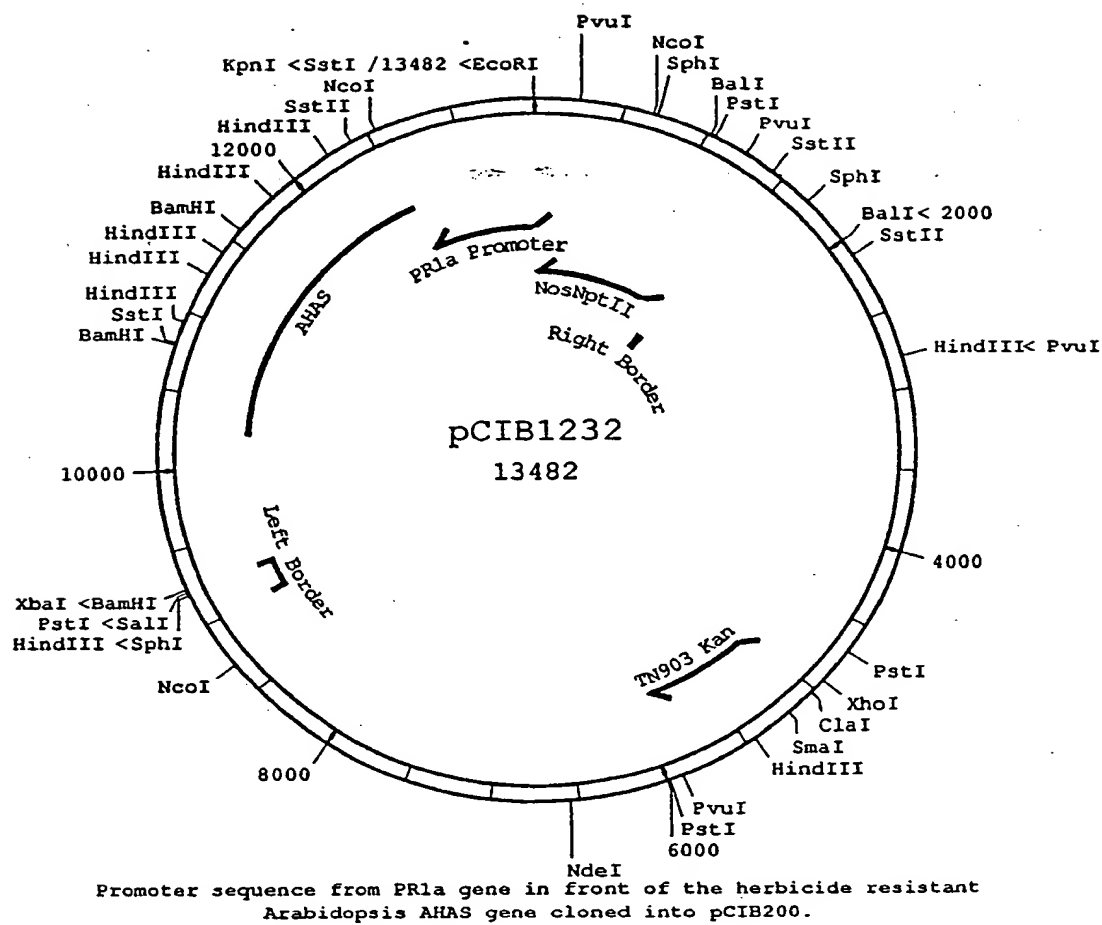 PvuI
KpnI <SstI /13482 <EcoRI
NcoI
SphI
NcoI
BalI
SstII
PstI
HindIII
PvuI
12000
SstII
HindIII
SphI
BamHI
BalI< 2000
HindIII
SstII
HindIII
PR1a Promoter
NosNptII
HindIII
AHAS
SstI
BamHI
Right Border
HindIII< PvuI
pCIB1232
13482
10000
Left Border
4000
XbaI <BamHI
PstI <SalI
HindIII <SphI
TN903 Kan
PstI
NcoI
XhoI
ClaI
SmaI
HindIII
8000
PvuI
PstI
6000
NdeI
Promoter sequence from PR1a gene in front of the herbicide resistant
Arabidopsis AHAS gene cloned into pCIB200.